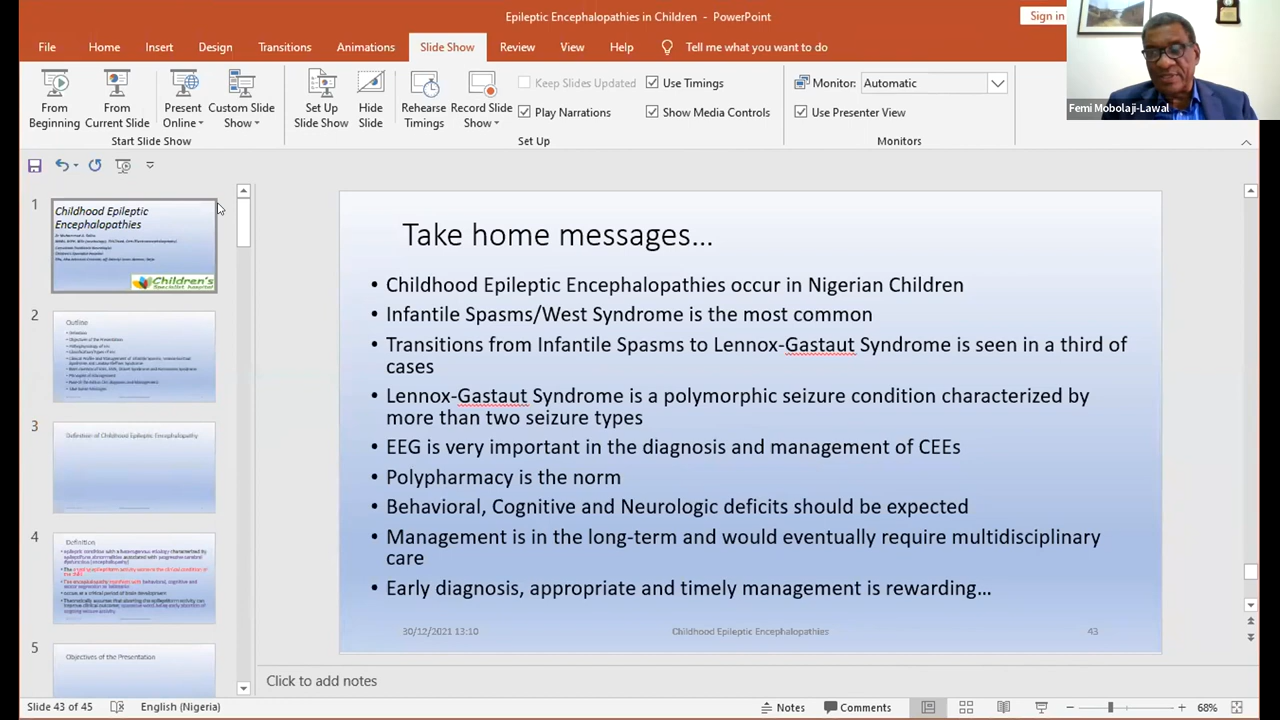 Epileptic Encephalopathies in Children - PowerPoint
Sign in
File Home Insert Design Transitions Animations Slide Show Review View Help Tell me what you want to do
From Beginning
From Current Slide
Present Online
Custom Slide Show
Set Up Slide Show
Hide Slide
Rehearse Timings
Record Slide Show
Keep Slides Updated
Play Narrations
Use Timings
Show Media Controls
Monitor: Automatic
Use Presenter View
Start Slide Show
Set Up
Monitors
Femi Mobolaji-Lawal
1
Childhood Epileptic
Encephalopathies
Children's
Specialist Hospital
2
Outline
3
Definition of Childhood Epileptic Encephalopathy
4
Definition
5
Objectives of the Presentation
Take home messages...
• Childhood Epileptic Encephalopathies occur in Nigerian Children
• Infantile Spasms/West Syndrome is the most common
• Transitions from Infantile Spasms to Lennox-Gastaut Syndrome is seen in a third of
cases
• Lennox-Gastaut Syndrome is a polymorphic seizure condition characterized by
more than two seizure types
• EEG is very important in the diagnosis and management of CEEs
• Polypharmacy is the norm
• Behavioral, Cognitive and Neurologic deficits should be expected
• Management is in the long-term and would eventually require multidisciplinary
care
• Early diagnosis, appropriate and timely management is rewarding...
30/12/2021 13:10
Childhood Epileptic Encephalopathies
43
Click to add notes
Slide 43 of 45
English (Nigeria)
Notes
Comments
68%